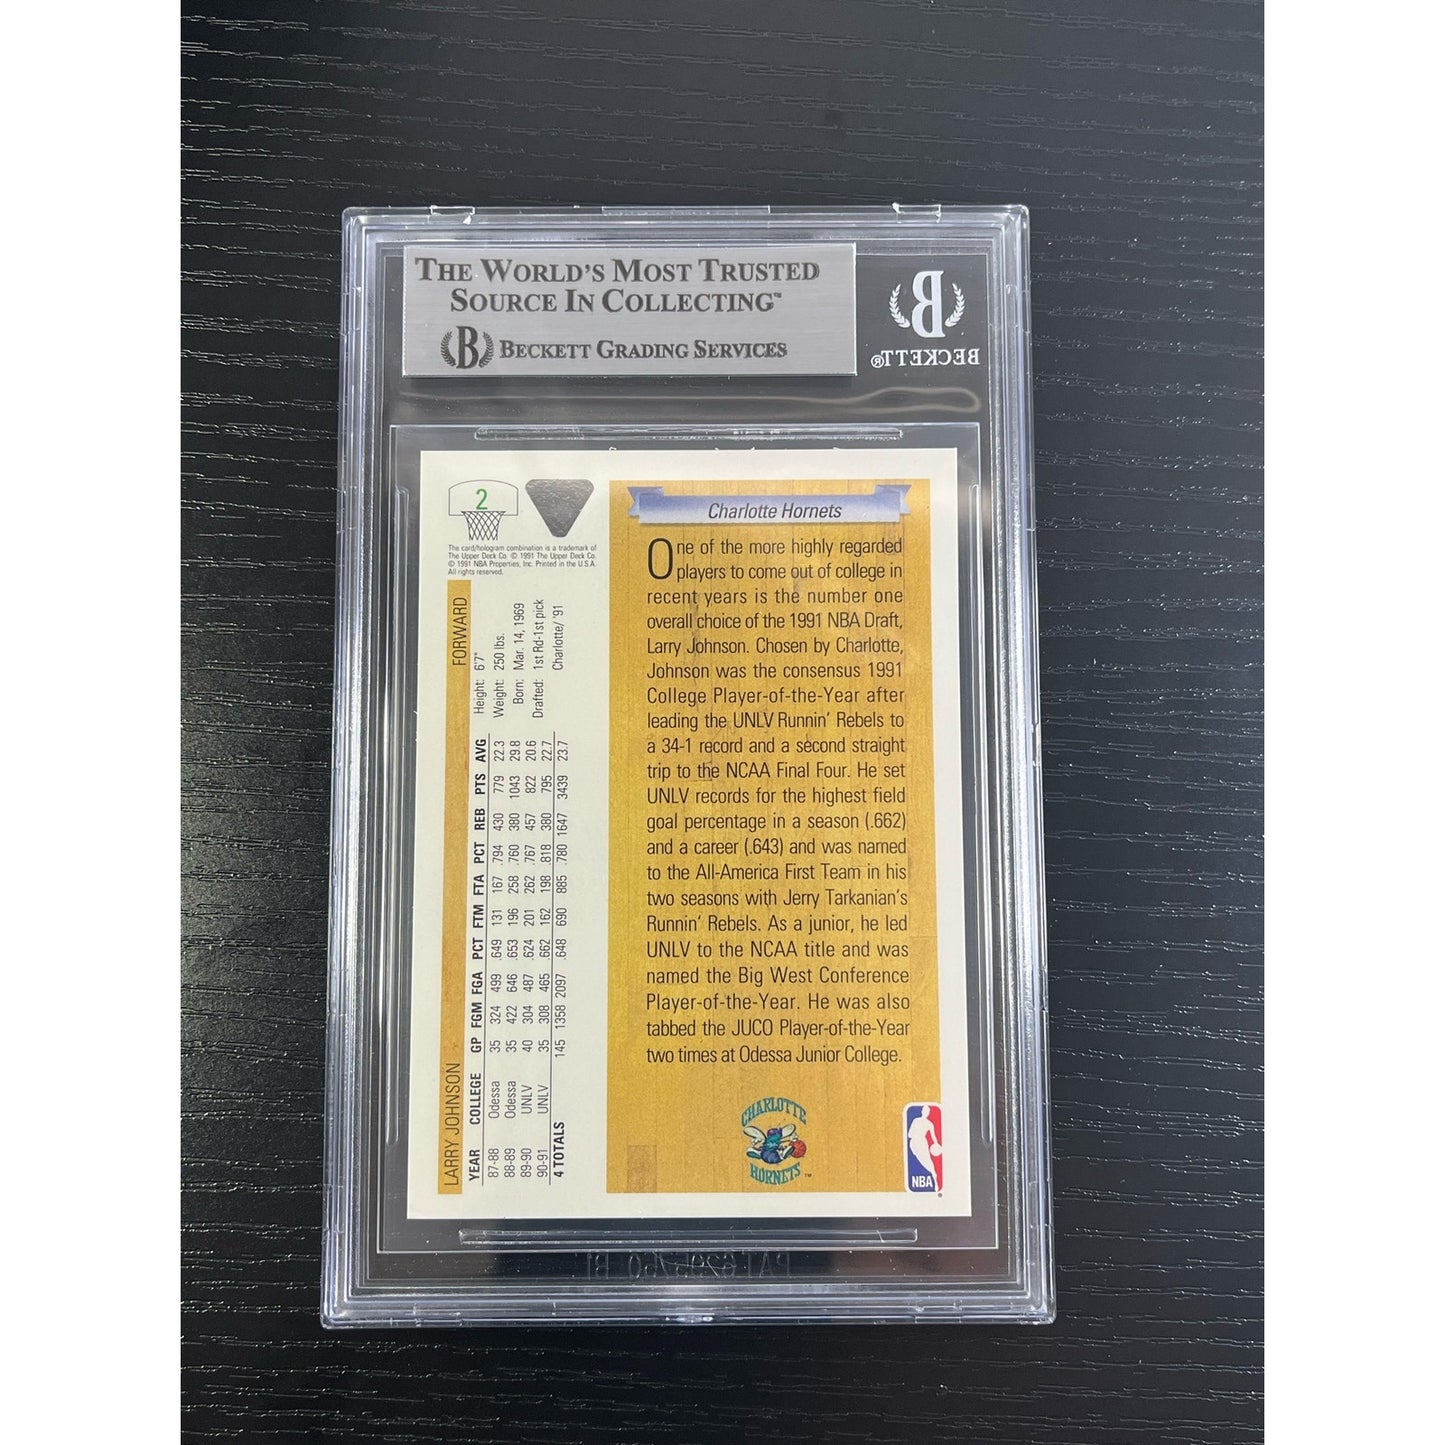 THE WORLD'S MOST TRUSTED
SOURCE IN COLLECTING™
B BECKETT GRADING SERVICES
B
BECKETT®
2
The card/hologram combination is a trademark of
The Upper Deck Co. © 1991 The Upper Deck Co.
© 1991 NBA Properties, Inc. Printed in the U.S.A.
All rights reserved.
LARRY JOHNSON FORWARD
Height: 6'7"
Weight: 250 lbs.
Born: Mar. 14, 1969
Drafted: 1st Rd-1st pick
Charlotte/ '91
YEAR COLLEGE GP FGM FGA PCT FTM FTA PCT REB PTS AVG
87-88 Odessa 35 324 499 .649 131 167 .794 430 779 22.3
88-89 Odessa 35 422 646 .653 196 258 .760 380 1043 29.8
89-90 UNLV 40 304 487 .624 201 262 .767 457 822 20.6
90-91 UNLV 35 308 465 .662 162 198 .818 380 795 22.7
4 TOTALS 145 1358 2097 .648 690 885 .780 1647 3439 23.7
Charlotte Hornets
One of the more highly regarded
players to come out of college in
recent years is the number one
overall choice of the 1991 NBA Draft,
Larry Johnson. Chosen by Charlotte,
Johnson was the consensus 1991
College Player-of-the-Year after
leading the UNLV Runnin' Rebels to
a 34-1 record and a second straight
trip to the NCAA Final Four. He set
UNLV records for the highest field
goal percentage in a season (.662)
and a career (.643) and was named
to the All-America First Team in his
two seasons with Jerry Tarkanian's
Runnin' Rebels. As a junior, he led
UNLV to the NCAA title and was
named the Big West Conference
Player-of-the-Year. He was also
tabbed the JUCO Player-of-the-Year
two times at Odessa Junior College.
CHARLOTTE
HORNETS™
NBA®